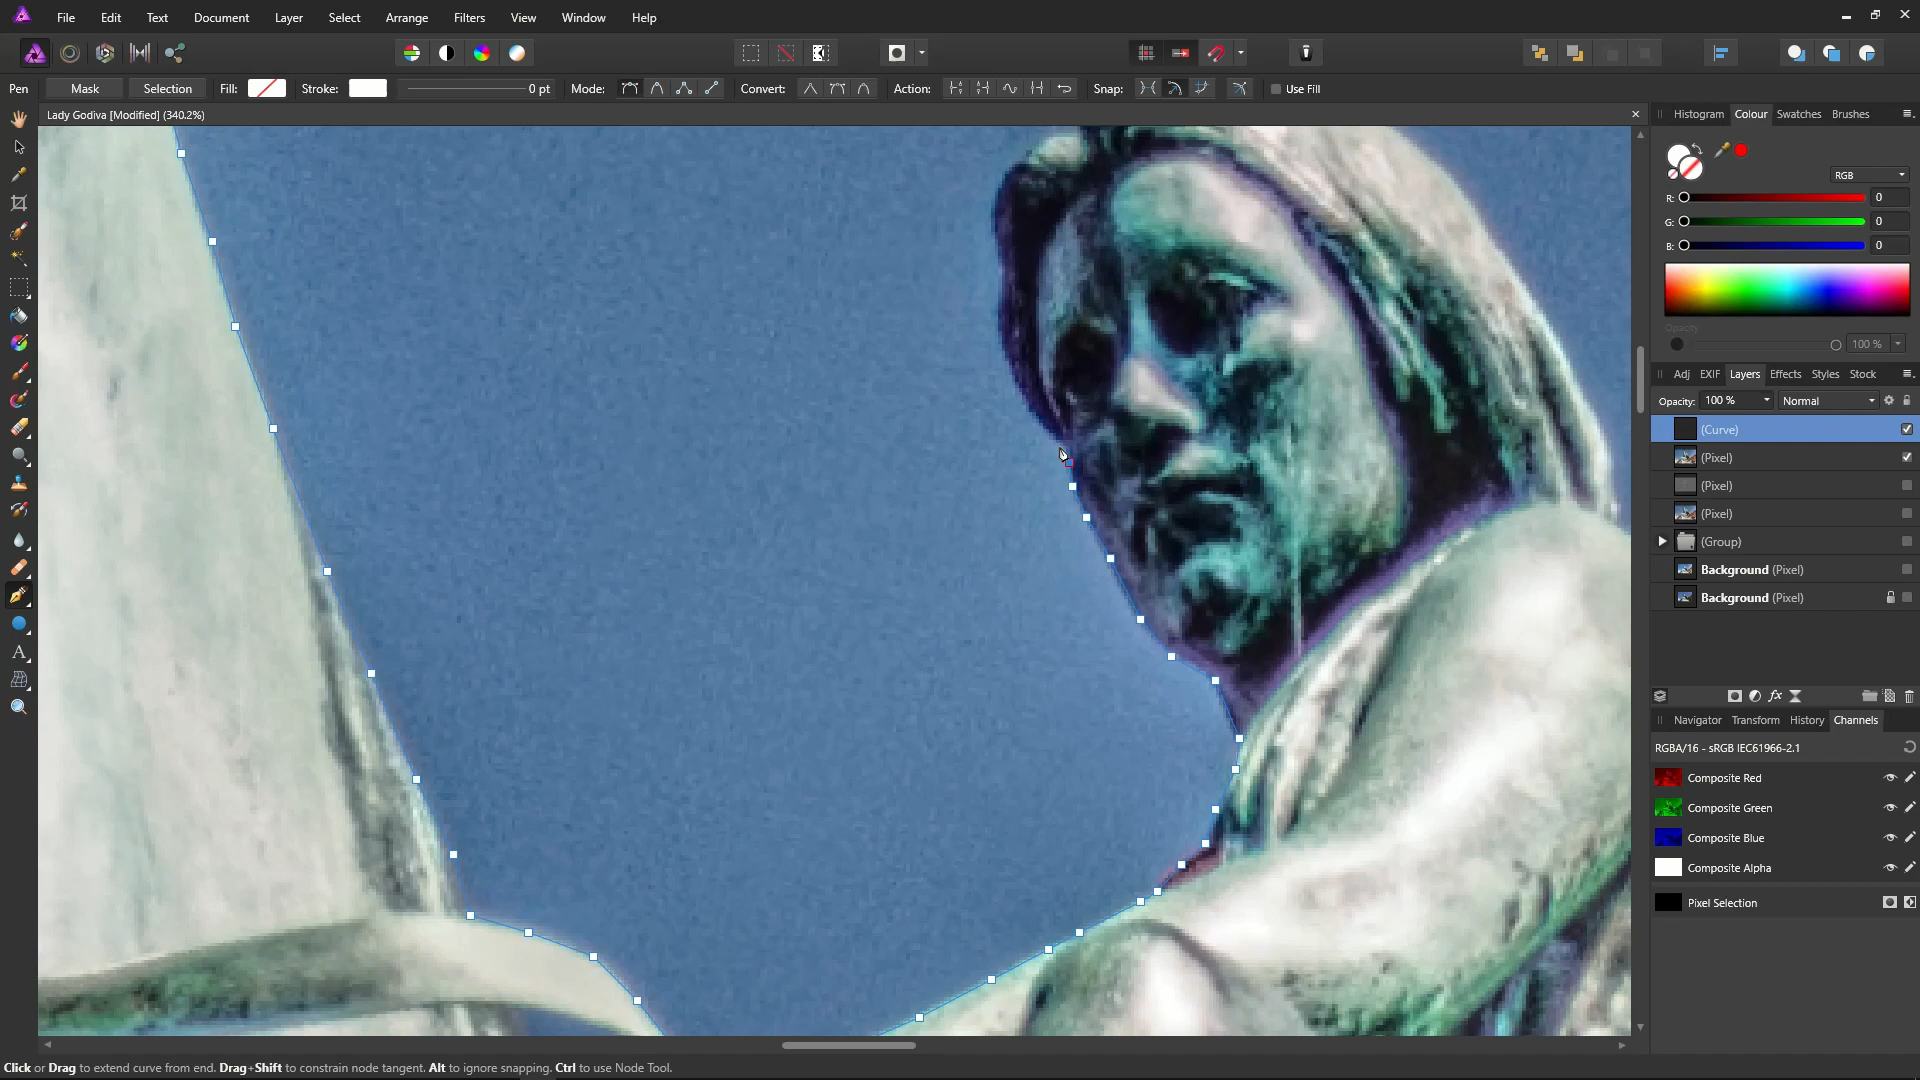 File Edit Text Document Layer Select Arrange Filters View Window Help
Pen Mask Selection Fill: Stroke: 0 pt Mode: Convert: Action: Snap: Use Fill
Lady Godiva [Modified] (340.2%)
Histogram Colour Swatches Brushes
RGB
R: 0
G: 0
B: 0
Opacity
100 %
Adj EXIF Layers Effects Styles Stock
Opacity: 100 % Normal
(Curve)
(Pixel)
(Pixel)
(Pixel)
(Group)
Background (Pixel)
Background (Pixel)
Navigator Transform History Channels
RGBA/16 - sRGB IEC61966-2.1
Composite Red
Composite Green
Composite Blue
Composite Alpha
Pixel Selection
Click or Drag to extend curve from end. Drag+Shift to constrain node tangent. Alt to ignore snapping. Ctrl to use Node Tool.